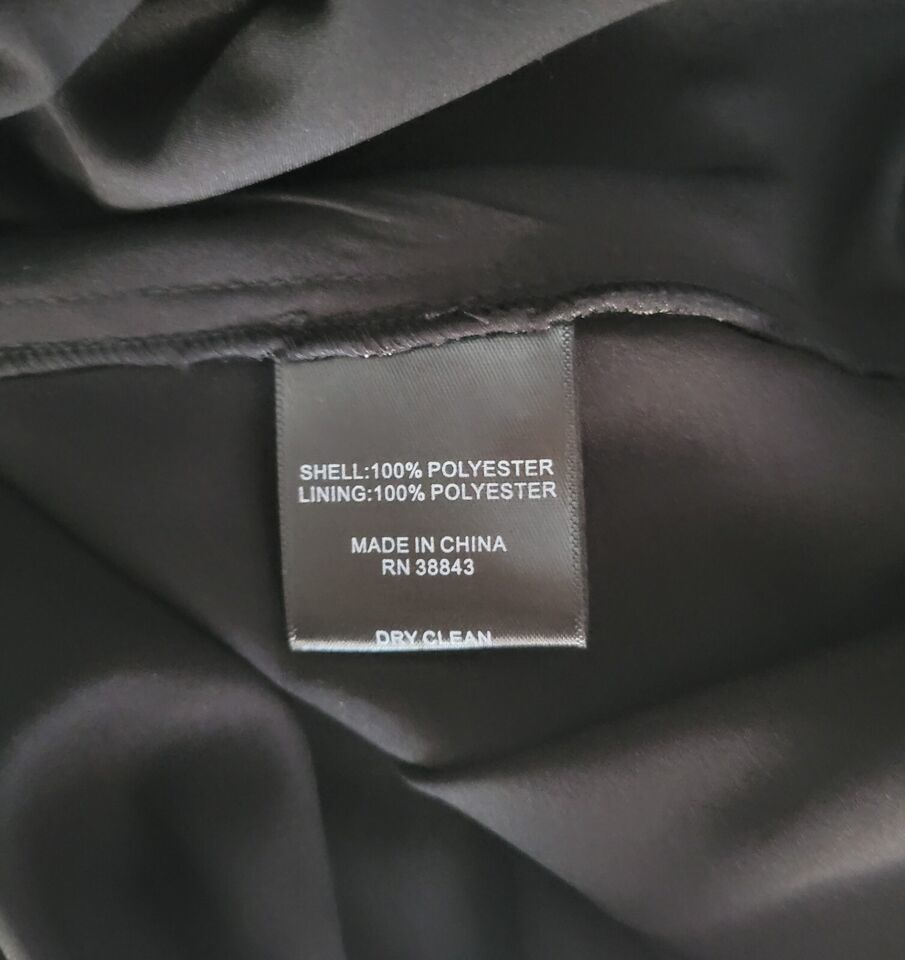 SHELL:100% POLYESTER
LINING:100% POLYESTER
MADE IN CHINA
RN 38843
DRY CLEAN